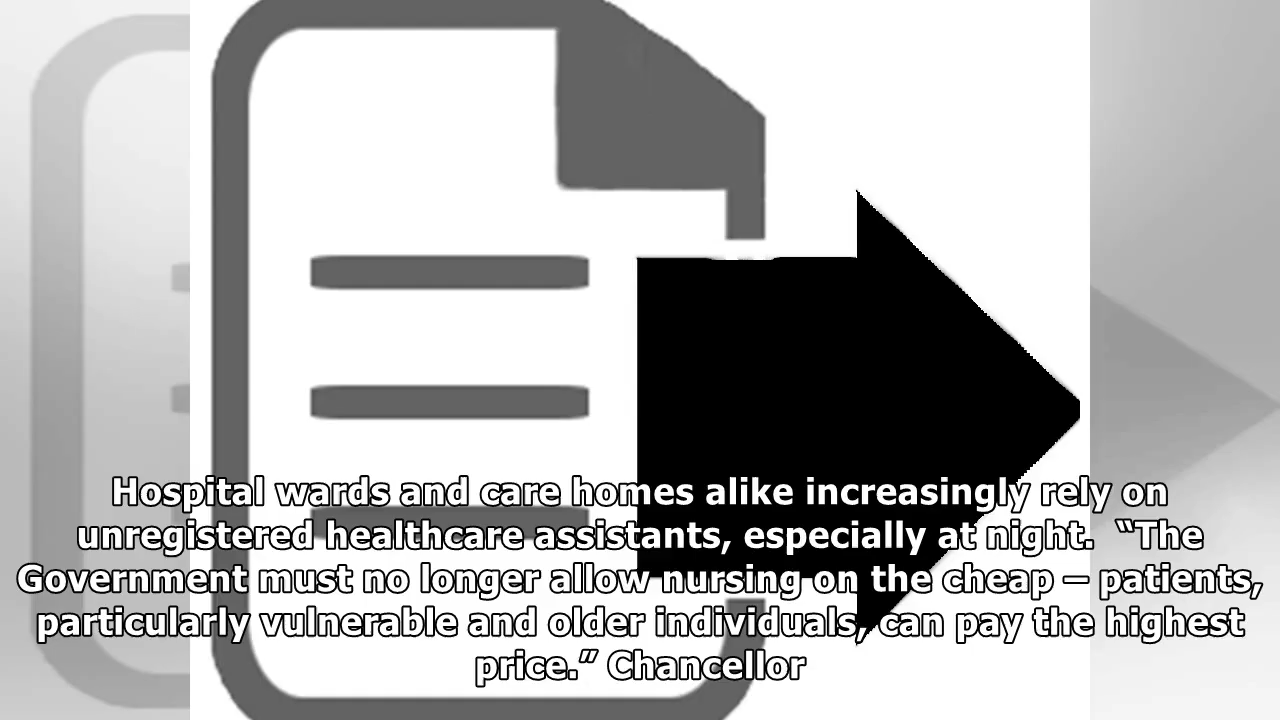 Hospital wards and care homes alike increasingly rely on
unregistered healthcare assistants, especially at night.  “The
Government must no longer allow nursing on the cheap – patients,
particularly vulnerable and older individuals, can pay the highest
price.” Chancellor